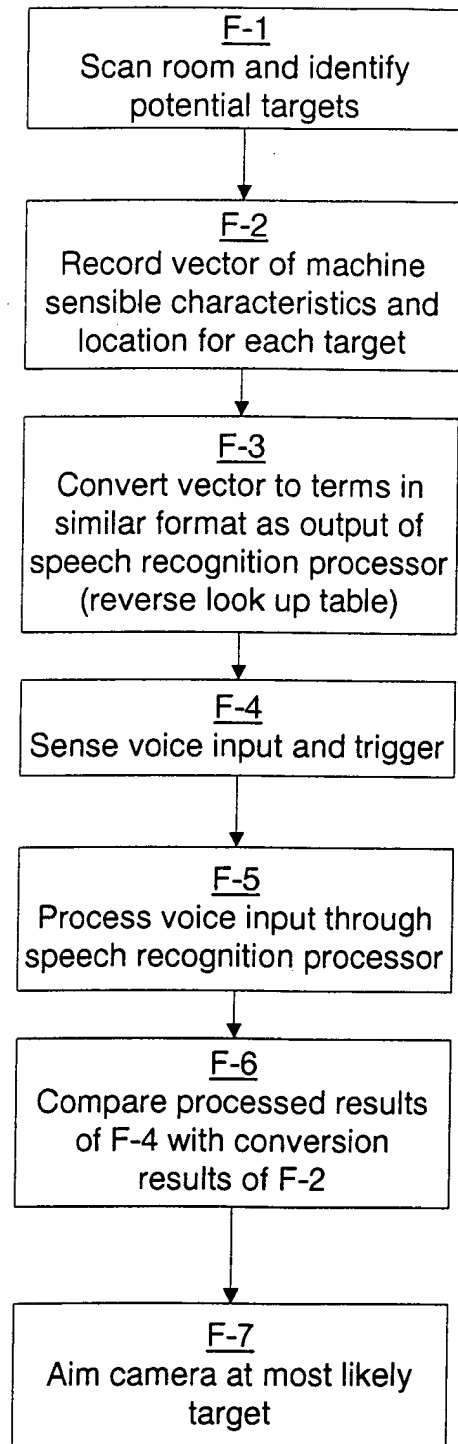 F-1
Scan room and identify
potential targets
F-2
Record vector of machine
sensible characteristics and
location for each target
F-3
Convert vector to terms in
similar format as output of
speech recognition processor
(reverse look up table)
F-4
Sense voice input and trigger
F-5
Process voice input through
speech recognition processor
F-6
Compare processed results
of F-4 with conversion
results of F-2
F-7
Aim camera at most likely
target